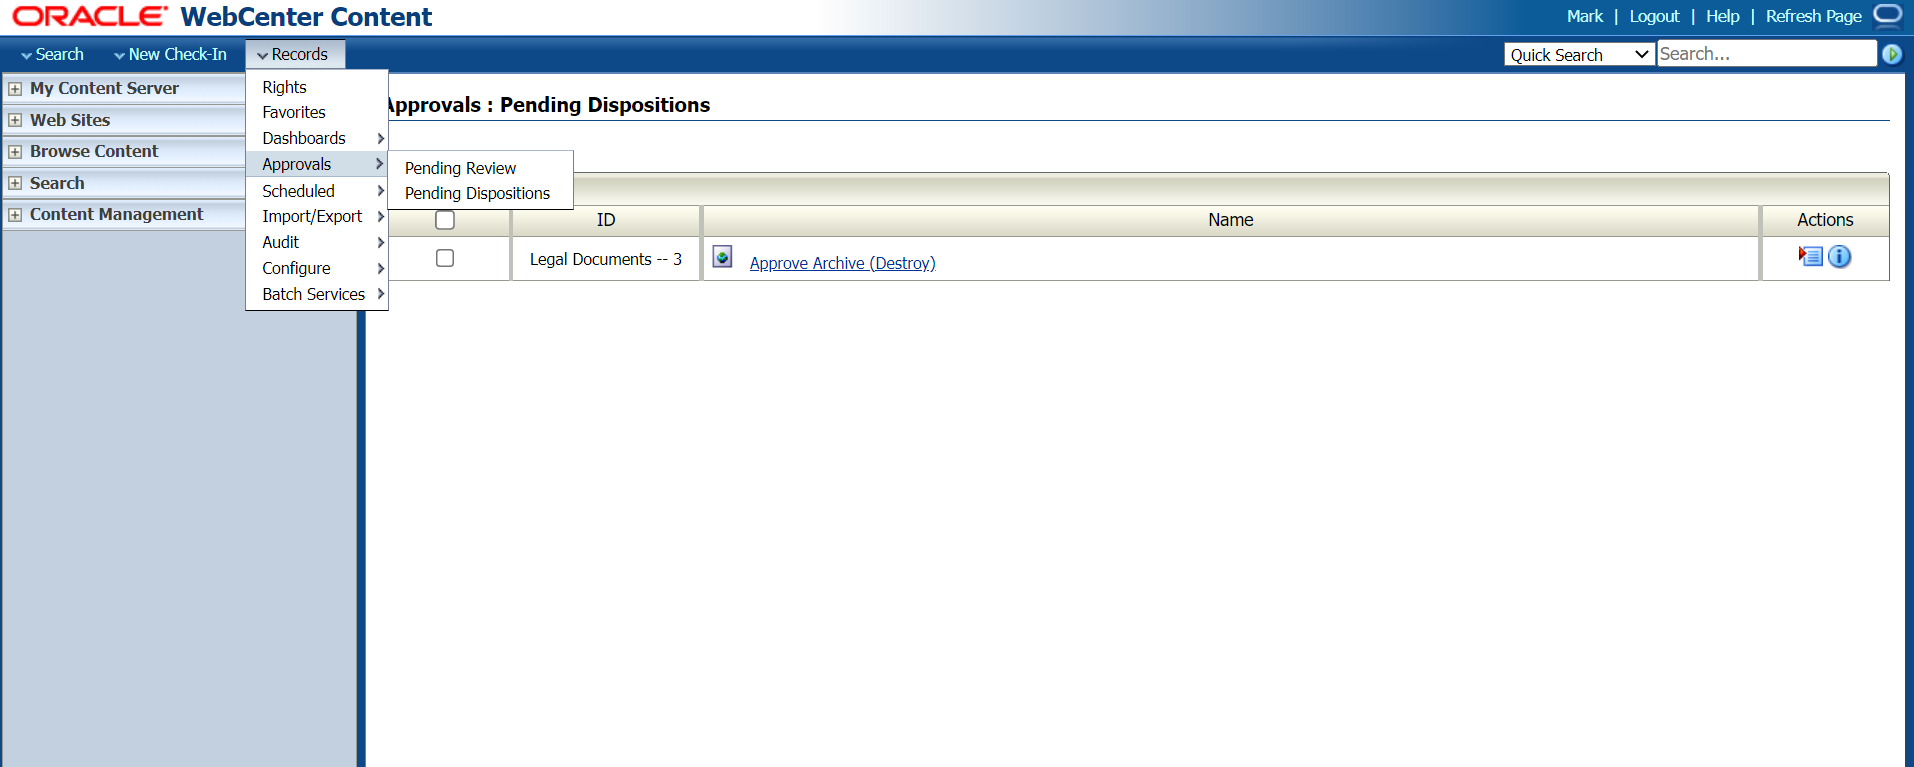 ORACLE® WebCenter Content
Mark | Logout | Help | Refresh Page
Search New Check-In Records
Quick Search Search...
My Content Server
Web Sites
Browse Content
Search
Content Management
Rights
Favorites
Dashboards
Approvals
Scheduled
Import/Export
Audit
Configure
Batch Services
Pending Review
Pending Dispositions
Approvals : Pending Dispositions
ID Name Actions
Legal Documents -- 3 Approve Archive (Destroy)